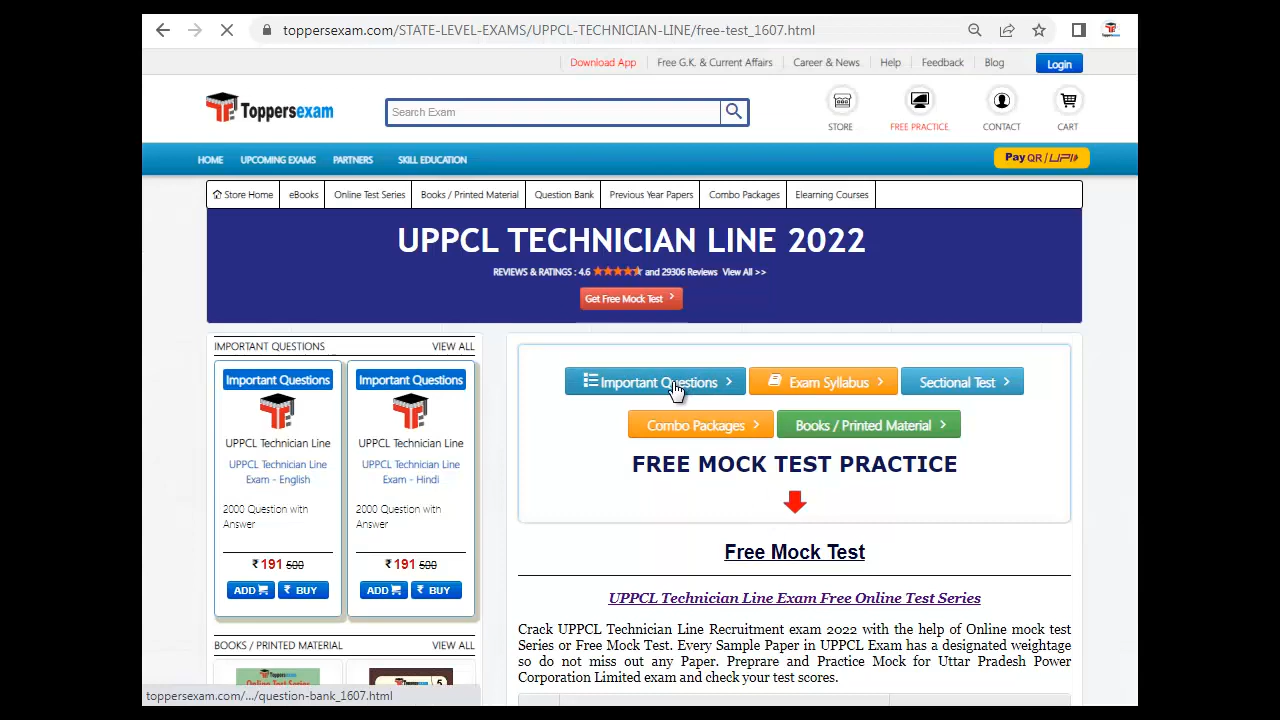 toppersexam.com/STATE-LEVEL-EXAMS/UPPCL-TECHNICIAN-LINE/free-test_1607.html
Download App Free G.K. & Current Affairs Career & News Help Feedback Blog Login
Toppersexam
Search Exam
STORE FREE PRACTICE CONTACT CART
HOME UPCOMING EXAMS PARTNERS SKILL EDUCATION
Pay QR / UPI
Store Home eBooks Online Test Series Books / Printed Material Question Bank Previous Year Papers Combo Packages Elearning Courses
UPPCL TECHNICIAN LINE 2022
REVIEWS & RATINGS : 4.6 and 29306 Reviews View All >>
Get Free Mock Test
IMPORTANT QUESTIONS VIEW ALL
Important Questions
UPPCL Technician Line
UPPCL Technician Line
Exam - English
2000 Question with
Answer
₹ 191 500
ADD ₹ BUY
Important Questions
UPPCL Technician Line
UPPCL Technician Line
Exam - Hindi
2000 Question with
Answer
₹ 191 500
ADD ₹ BUY
BOOKS / PRINTED MATERIAL VIEW ALL
Toppersexam
Online Test Series
Toppersexam
5
Important Questions Exam Syllabus Sectional Test
Combo Packages Books / Printed Material
FREE MOCK TEST PRACTICE
Free Mock Test
UPPCL Technician Line Exam Free Online Test Series
Crack UPPCL Technician Line Recruitment exam 2022 with the help of Online mock test
Series or Free Mock Test. Every Sample Paper in UPPCL Exam has a designated weightage
so do not miss out any Paper. Preprare and Practice Mock for Uttar Pradesh Power
Corporation Limited exam and check your test scores.
toppersexam.com/.../question-bank_1607.html